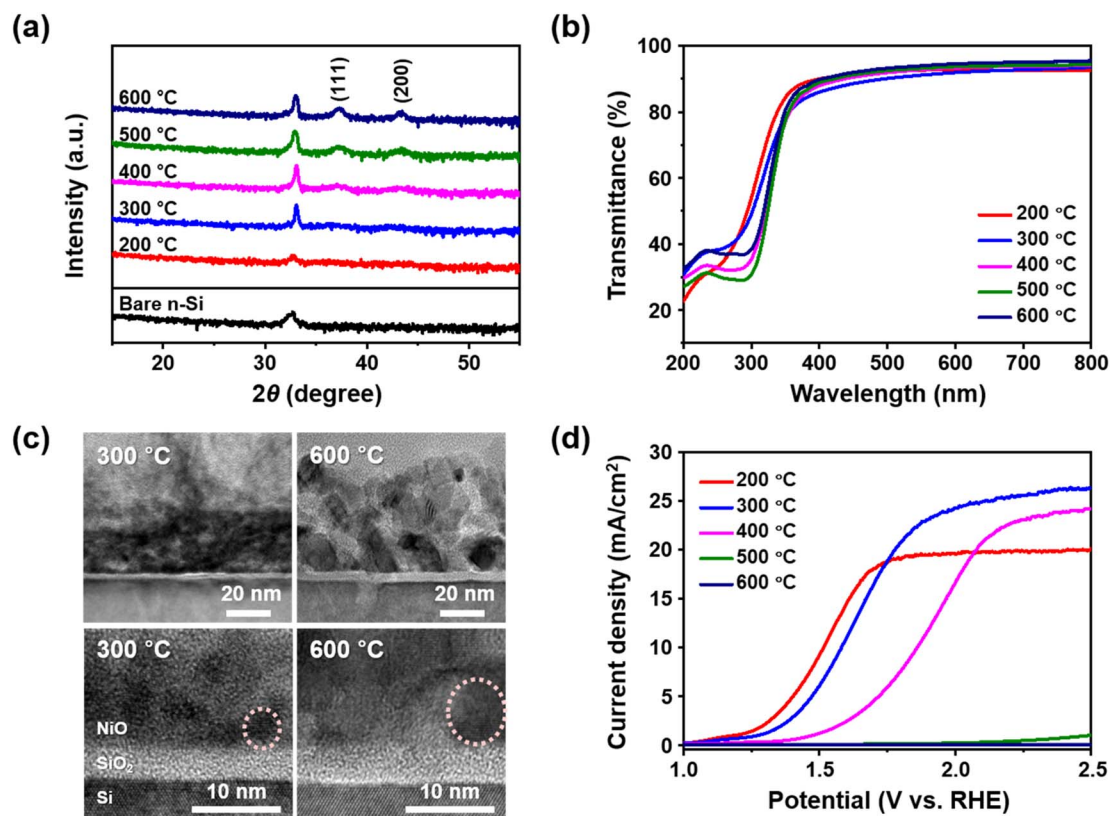 (a)
(111)
(200)
600 °C
500 °C
400 °C
300 °C
200 °C
Bare n-Si
Intensity (a.u.)
20 30 40 50
2θ (degree)
(b)
100
80
60
40
20
Transmittance (%)
200 °C
300 °C
400 °C
500 °C
600 °C
200 300 400 500 600 700 800
Wavelength (nm)
(c)
300 °C
20 nm
600 °C
20 nm
300 °C
NiO
SiO2
Si
10 nm
600 °C
10 nm
(d)
30
25
20
15
10
5
0
Current density (mA/cm²)
200 °C
300 °C
400 °C
500 °C
600 °C
1.0 1.5 2.0 2.5
Potential (V vs. RHE)